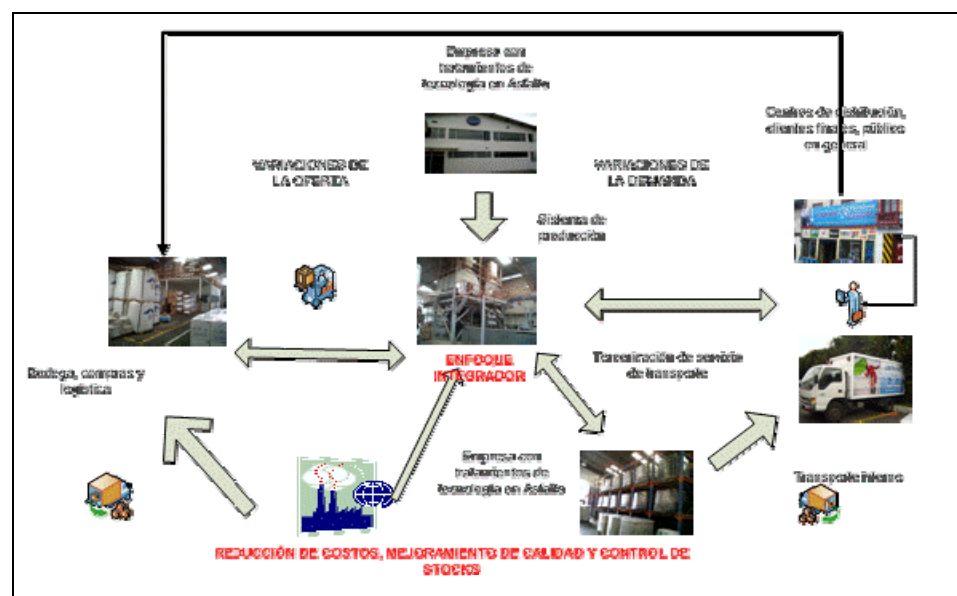 Empresa con
tratamientos de
tecnología en Asfalto
Centros de distribución,
clientes finales, público
en general
VARIACIONES DE
LA OFERTA
VARIACIONES DE
LA DEMANDA
Sistema de
producción
ENFOQUE
INTEGRADOR
Tercerización de servicio
de transporte
Bodega, compras y
logística
Empresa con
tratamientos de
tecnología en Asfalto
Transporte interno
REDUCCIÓN DE COSTOS, MEJORAMIENTO DE CALIDAD Y CONTROL DE
STOCKS